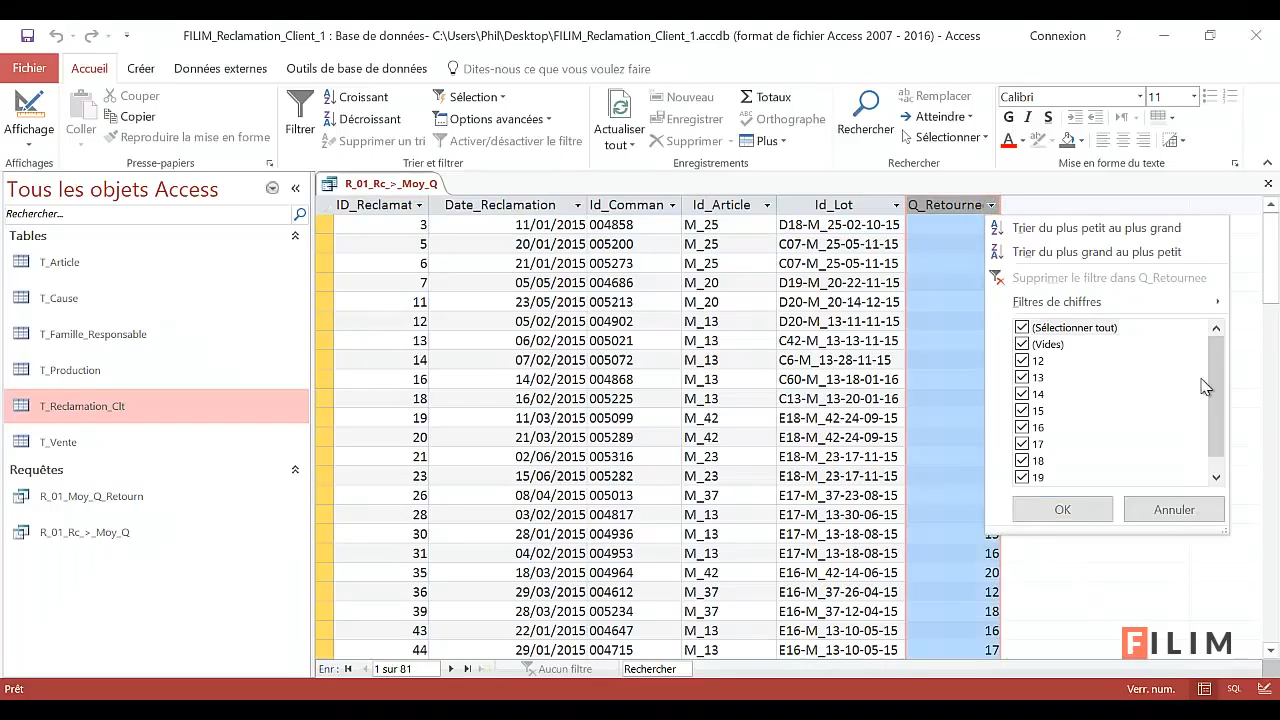 FILIM_Reclamation_Client_1 : Base de données- C:\Users\Phil\Desktop\FILIM_Reclamation_Client_1.accdb (format de fichier Access 2007 - 2016) - Access
Connexion
?
Fichier
Accueil
Créer
Données externes
Outils de base de données
Dites-nous ce que vous voulez faire
Affichage
Coller
Couper
Copier
Reproduire la mise en forme
Filtrer
Croissant
Décroissant
Supprimer un tri
Sélection
Options avancées
Activer/désactiver le filtre
Actualiser
tout
Nouveau
Enregistrer
Supprimer
Totaux
Orthographe
Plus
Rechercher
Remplacer
Atteindre
Sélectionner
Calibri
11
G I S
Affichages
Presse-papiers
Trier et filtrer
Enregistrements
Rechercher
Mise en forme du texte
Tous les objets Access
Rechercher...
Tables
T_Article
T_Cause
T_Famille_Responsable
T_Production
T_Reclamation_Clt
T_Vente
Requêtes
R_01_Moy_Q_Retourn
R_01_Rc_>_Moy_Q
R_01_Rc_>_Moy_Q
ID_Reclamat Date_Reclamation Id_Comman Id_Article Id_Lot Q_Retourne
3 11/01/2015 004858 M_25 D18-M_25-02-10-15
5 20/01/2015 005200 M_25 C07-M_25-05-11-15
6 21/01/2015 005273 M_25 C07-M_25-05-11-15
7 05/05/2015 004686 M_20 D19-M_20-22-11-15
11 23/05/2015 005213 M_20 D20-M_20-14-12-15
12 05/02/2015 004902 M_13 D20-M_13-11-11-15
13 06/02/2015 005021 M_13 C42-M_13-13-11-15
14 07/02/2015 005072 M_13 C6-M_13-28-11-15
16 14/02/2015 004868 M_13 C60-M_13-18-01-16
18 16/02/2015 005225 M_13 C13-M_13-20-01-16
19 11/03/2015 005099 M_42 E18-M_42-24-09-15
20 21/03/2015 005289 M_42 E18-M_42-24-09-15
21 02/06/2015 005316 M_23 E18-M_23-17-11-15
23 15/06/2015 005282 M_23 E18-M_23-17-11-15
26 08/04/2015 005013 M_37 E17-M_37-23-08-15
28 03/02/2015 004817 M_13 E17-M_13-30-06-15
30 28/01/2015 004936 M_13 E17-M_13-18-08-15
31 04/02/2015 004953 M_13 E17-M_13-18-08-15 16
35 18/03/2015 004964 M_42 E16-M_42-14-06-15 20
36 29/03/2015 004612 M_37 E16-M_37-26-04-15 12
39 28/03/2015 005234 M_37 E16-M_37-12-04-15 18
43 22/01/2015 004647 M_13 E16-M_13-10-05-15 16
44 29/01/2015 004715 M_13 E16-M_13-10-05-15 17
Trier du plus petit au plus grand
Trier du plus grand au plus petit
Supprimer le filtre dans Q_Retournee
Filtres de chiffres
(Sélectionner tout)
(Vides)
12
13
14
15
16
17
18
19
OK
Annuler
FILIM
Enr :
1 sur 81
Aucun filtre
Rechercher
Prêt
Verr. num.
SQL